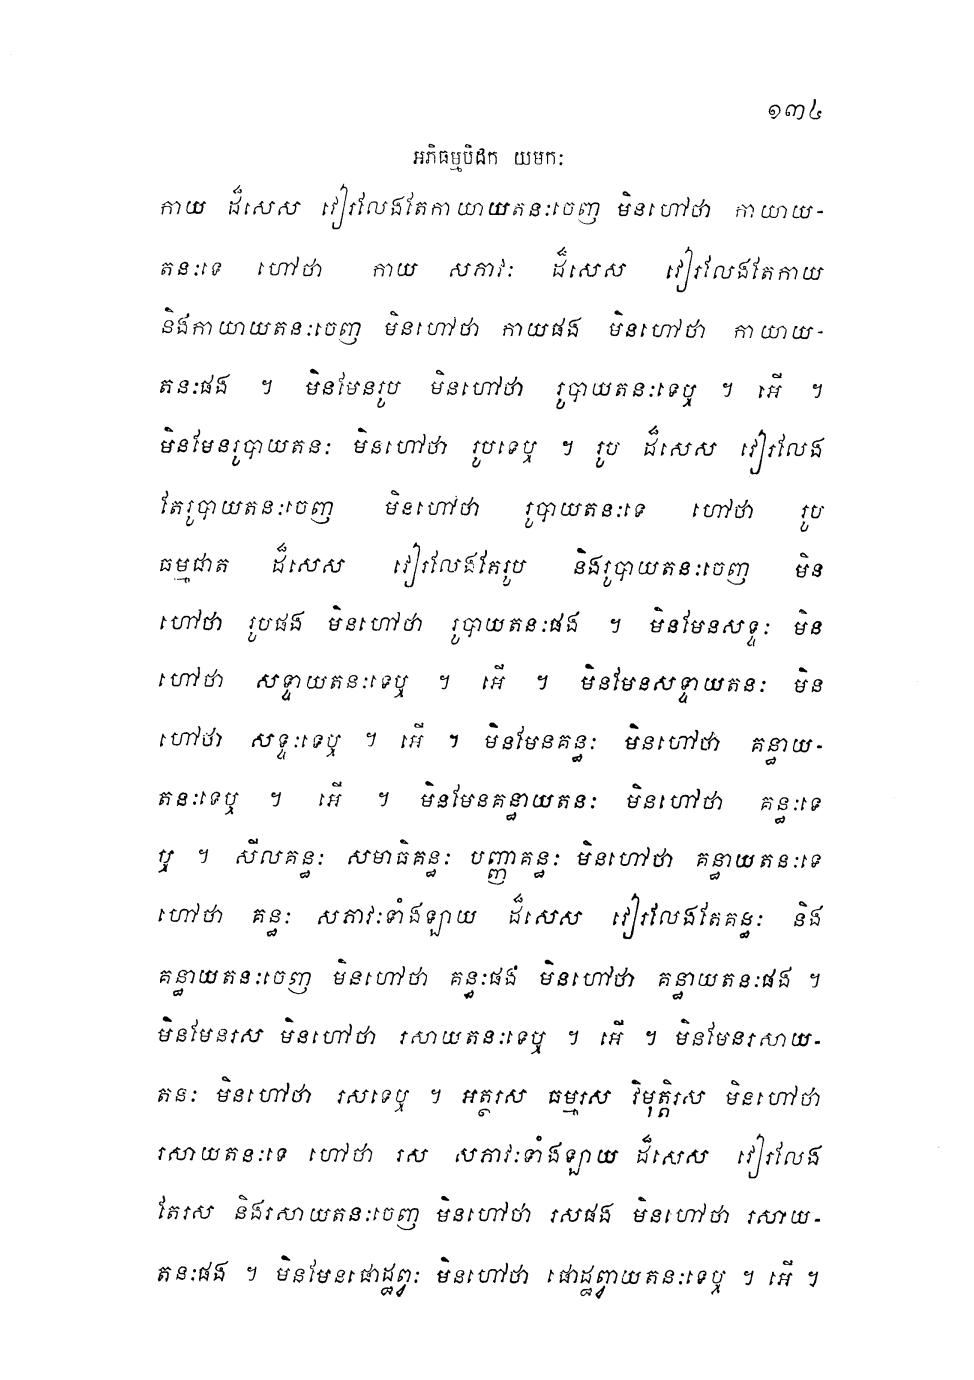 ១៣៤
អភិធម្មបិដក យមកៈ
កាយ ដ៏សេស វៀរលែងតែកាយាយតនៈចេញ មិនហៅថា កាយាយ-
តនៈទេ ហៅថា កាយ សភាវៈ ដ៏សេស វៀរលែងតែកាយ
និងកាយាយតនៈចេញ មិនហៅថា កាយផង មិនហៅថា កាយាយ-
តនៈផង ។ មិនមែនរូប មិនហៅថា រូបាយតនៈទេឬ ។ អើ ។
មិនមែនរូបាយតនៈ មិនហៅថា រូបទេឬ ។ រូប ដ៏សេស វៀរលែង
តែរូបាយតនៈចេញ មិនហៅថា រូបាយតនៈទេ ហៅថា រូប
ធម្មជាត ដ៏សេស វៀរលែងតែរូប និងរូបាយតនៈចេញ មិន
ហៅថា រូបផង មិនហៅថា រូបាយតនៈផង ។ មិនមែនសទ្ទៈ មិន
ហៅថា សទ្ទាយតនៈទេឬ ។ អើ ។ មិនមែនសទ្ទាយតនៈ មិន
ហៅថា សទ្ទៈទេឬ ។ អើ ។ មិនមែនគន្ធៈ មិនហៅថា គន្ធាយ-
តនៈទេឬ ។ អើ ។ មិនមែនគន្ធាយតនៈ មិនហៅថា គន្ធៈទេ
ឬ ។ សីលគន្ធៈ សមាធិគន្ធៈ បញ្ញាគន្ធៈ មិនហៅថា គន្ធាយតនៈទេ
ហៅថា គន្ធៈ សភាវៈទាំងឡាយ ដ៏សេស វៀរលែងតែគន្ធៈ និង
គន្ធាយតនៈចេញ មិនហៅថា គន្ធៈផង មិនហៅថា គន្ធាយតនៈផង ។
មិនមែនរស មិនហៅថា រសាយតនៈទេឬ ។ អើ ។ មិនមែនរសាយ-
តនៈ មិនហៅថា រសទេឬ ។ អត្ថរស ធម្មរស វិមុត្តិរស មិនហៅថា
រសាយតនៈទេ ហៅថា រស សភាវៈទាំងឡាយ ដ៏សេស វៀរលែង
តែរស និងរសាយតនៈចេញ មិនហៅថា រសផង មិនហៅថា រសាយ-
តនៈផង ។ មិនមែនផោដ្ឋព្វៈ មិនហៅថា ផោដ្ឋព្វាយតនៈទេឬ ។ អើ ។